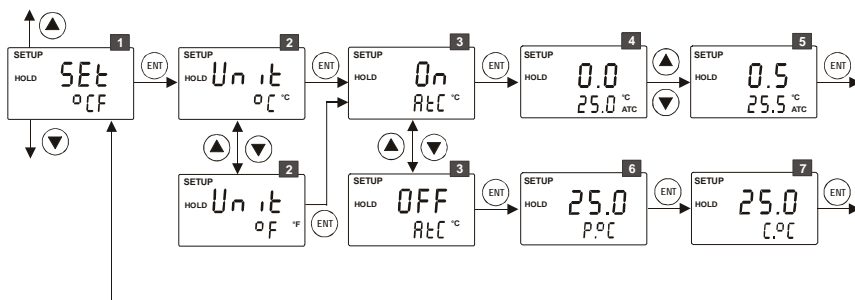 1
SETUP
HOLD
SEt
°CF
ENT
2
SETUP
HOLD
Unit
°C °C
ENT
3
SETUP
HOLD
On
AtC °C
ENT
4
SETUP
HOLD
0.0
25.0 °C
ATC
5
SETUP
HOLD
0.5
25.5 °C
ATC
ENT
2
SETUP
HOLD
Unit
°F °F
ENT
3
SETUP
HOLD
OFF
AtC °C
ENT
6
SETUP
HOLD
25.0
P.°C
ENT
7
SETUP
HOLD
25.0
C.°C
ENT